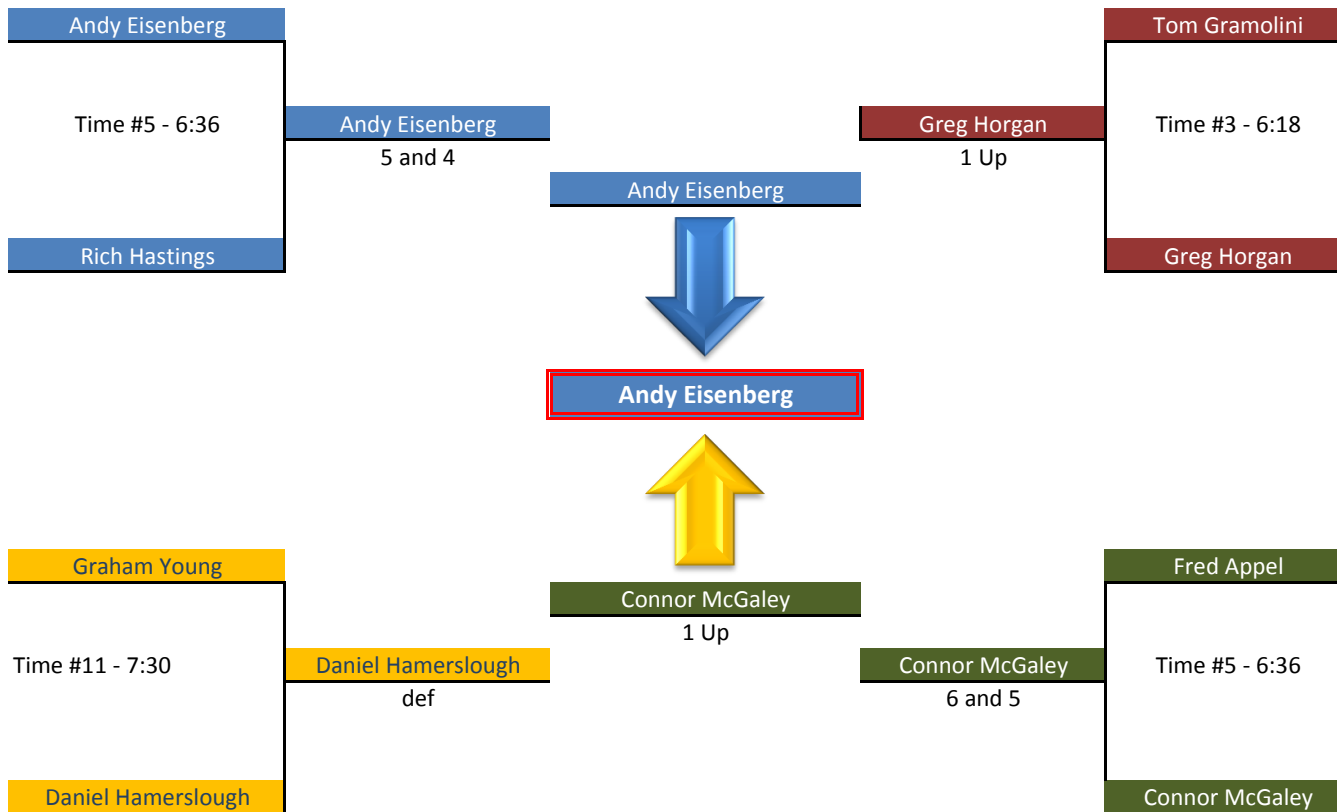 Andy Eisenberg
Tom Gramolini
Time #5 - 6:36
Andy Eisenberg
Greg Horgan
Time #3 - 6:18
5 and 4
1 Up
Andy Eisenberg
Rich Hastings
Greg Horgan
Andy Eisenberg
Graham Young
Fred Appel
Connor McGaley
1 Up
Time #11 - 7:30
Daniel Hamerslough
Connor McGaley
Time #5 - 6:36
def
6 and 5
Daniel Hamerslough
Connor McGaley